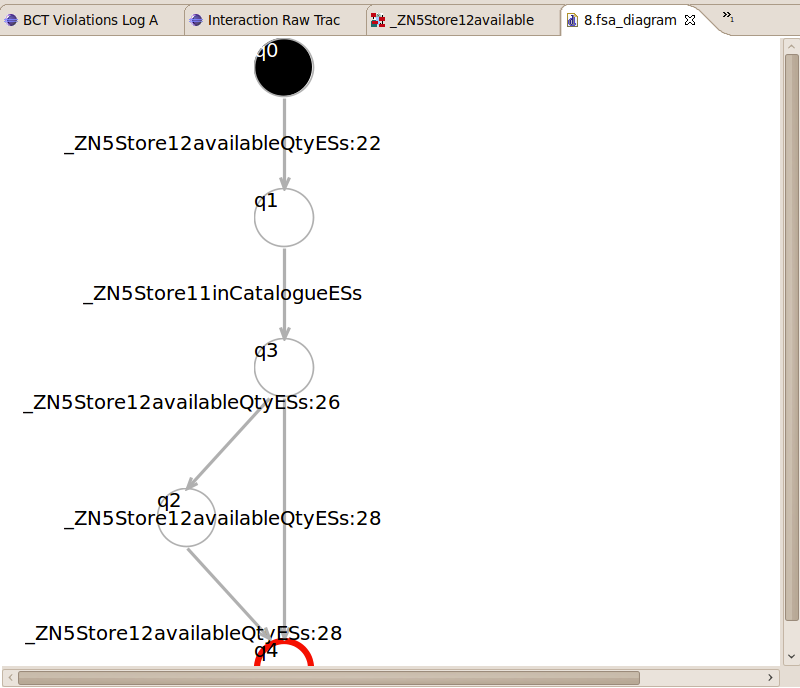 BCT Violations Log A
Interaction Raw Trac
_ZN5Store12available
8.fsa_diagram
»1
q0
_ZN5Store12availableQtyESs:22
q1
_ZN5Store11inCatalogueESs
q3
_ZN5Store12availableQtyESs:26
q2
_ZN5Store12availableQtyESs:28
_ZN5Store12availableQtyESs:28
q4